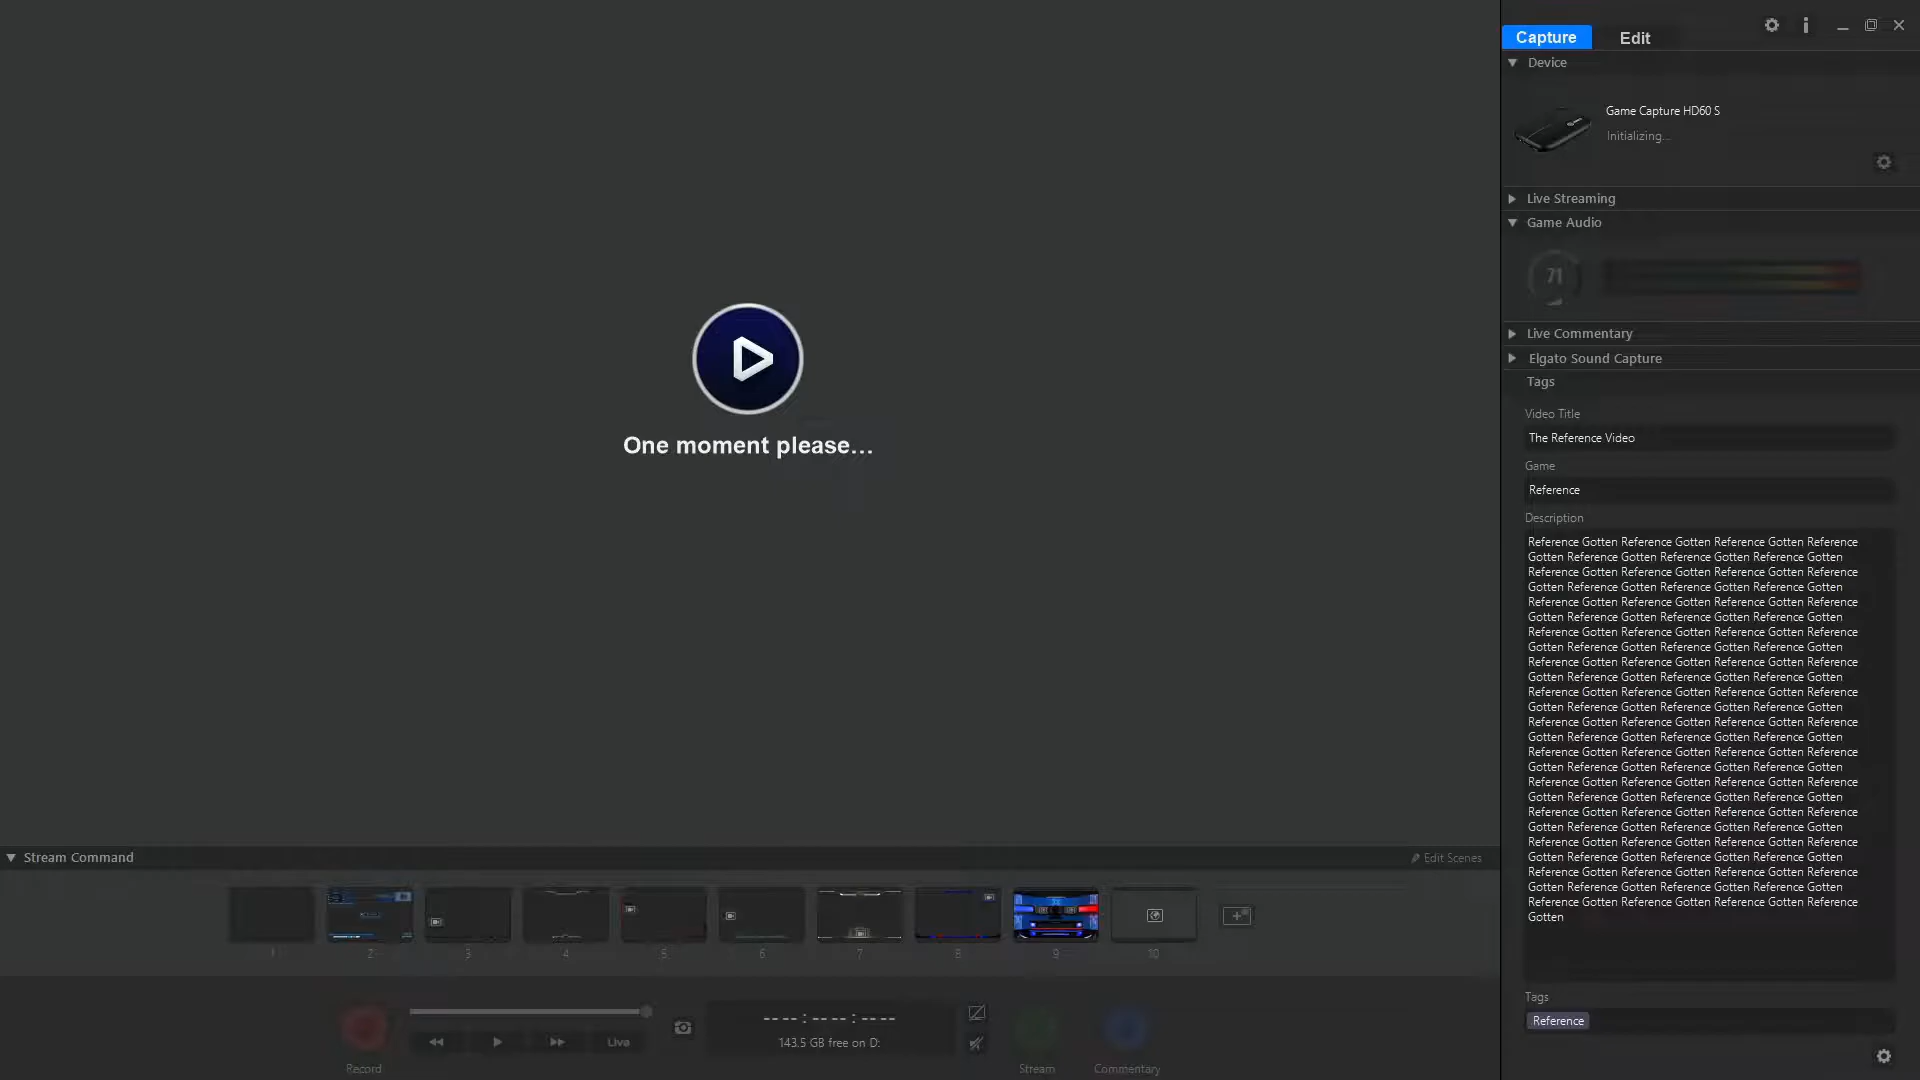 Capture
Edit
Device
Game Capture HD60 S
Initializing...
Live Streaming
Game Audio
71
Live Commentary
Elgato Sound Capture
Tags
Video Title
The Reference Video
Game
Reference
Description
Reference Gotten Reference Gotten Reference Gotten Reference
Gotten Reference Gotten Reference Gotten Reference Gotten
Reference Gotten Reference Gotten Reference Gotten Reference
Gotten Reference Gotten Reference Gotten Reference Gotten
Reference Gotten Reference Gotten Reference Gotten Reference
Gotten Reference Gotten Reference Gotten Reference Gotten
Reference Gotten Reference Gotten Reference Gotten Reference
Gotten Reference Gotten Reference Gotten Reference Gotten
Reference Gotten Reference Gotten Reference Gotten Reference
Gotten Reference Gotten Reference Gotten Reference Gotten
Reference Gotten Reference Gotten Reference Gotten Reference
Gotten Reference Gotten Reference Gotten Reference Gotten
Reference Gotten Reference Gotten Reference Gotten Reference
Gotten Reference Gotten Reference Gotten Reference Gotten
Reference Gotten Reference Gotten Reference Gotten Reference
Gotten Reference Gotten Reference Gotten Reference Gotten
Reference Gotten Reference Gotten Reference Gotten Reference
Gotten Reference Gotten Reference Gotten Reference Gotten
Reference Gotten Reference Gotten Reference Gotten Reference
Gotten Reference Gotten Reference Gotten Reference Gotten
Reference Gotten Reference Gotten Reference Gotten Reference
Gotten Reference Gotten Reference Gotten Reference Gotten
Reference Gotten Reference Gotten Reference Gotten Reference
Gotten Reference Gotten Reference Gotten Reference Gotten
Reference Gotten Reference Gotten Reference Gotten Reference
Gotten
Tags
Reference
One moment please...
Stream Command
Edit Scenes
1 2 3 4 5 6 7 8 9 10
Live
----:----:----
143.5 GB free on D:
Record
Stream
Commentary